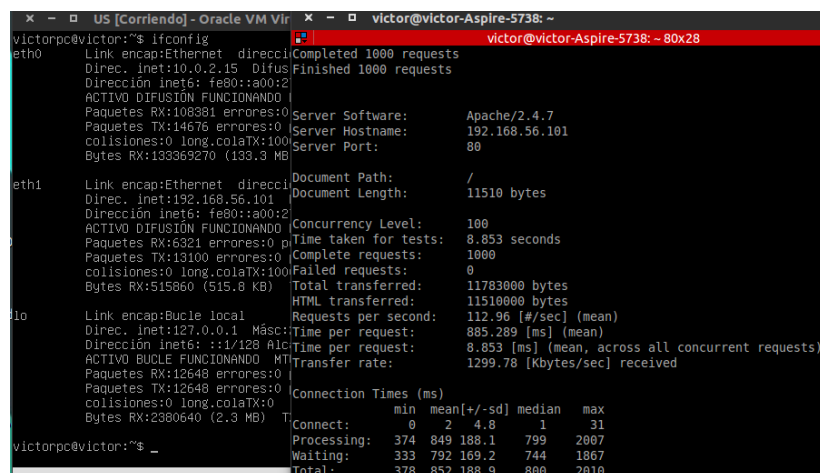 US [Corriendo] - Oracle VM Vir
victorpc@victor:~$ ifconfig
eth0 Link encap:Ethernet direcci
Direc. inet:10.0.2.15 Difus
Dirección inet6: fe80::a00:2
ACTIVO DIFUSIÓN FUNCIONANDO
Paquetes RX:108381 errores:0
Paquetes TX:14676 errores:0
colisiones:0 long.colaTX:100
Bytes RX:133369270 (133.3 MB
eth1 Link encap:Ethernet direcci
Direc. inet:192.168.56.101
Dirección inet6: fe80::a00:2
ACTIVO DIFUSIÓN FUNCIONANDO
Paquetes RX:6321 errores:0 p
Paquetes TX:13100 errores:0
colisiones:0 long.colaTX:100
Bytes RX:515860 (515.8 KB)
lo Link encap:Bucle local
Direc. inet:127.0.0.1 Másc:
Dirección inet6: ::1/128 Alc
ACTIVO BUCLE FUNCIONANDO MT
Paquetes RX:12648 errores:0
Paquetes TX:12648 errores:0
colisiones:0 long.colaTX:0
Bytes RX:2380640 (2.3 MB) T
victorpc@victor:~$ _
victor@victor-Aspire-5738: ~
victor@victor-Aspire-5738: ~ 80x28
Completed 1000 requests
Finished 1000 requests
Server Software: Apache/2.4.7
Server Hostname: 192.168.56.101
Server Port: 80
Document Path: /
Document Length: 11510 bytes
Concurrency Level: 100
Time taken for tests: 8.853 seconds
Complete requests: 1000
Failed requests: 0
Total transferred: 11783000 bytes
HTML transferred: 11510000 bytes
Requests per second: 112.96 [#/sec] (mean)
Time per request: 885.289 [ms] (mean)
Time per request: 8.853 [ms] (mean, across all concurrent requests)
Transfer rate: 1299.78 [Kbytes/sec] received
Connection Times (ms)
min mean[+/-sd] median max
Connect: 0 2 4.8 1 31
Processing: 374 849 188.1 799 2007
Waiting: 333 792 169.2 744 1867
Total: 378 852 188.9 800 2010